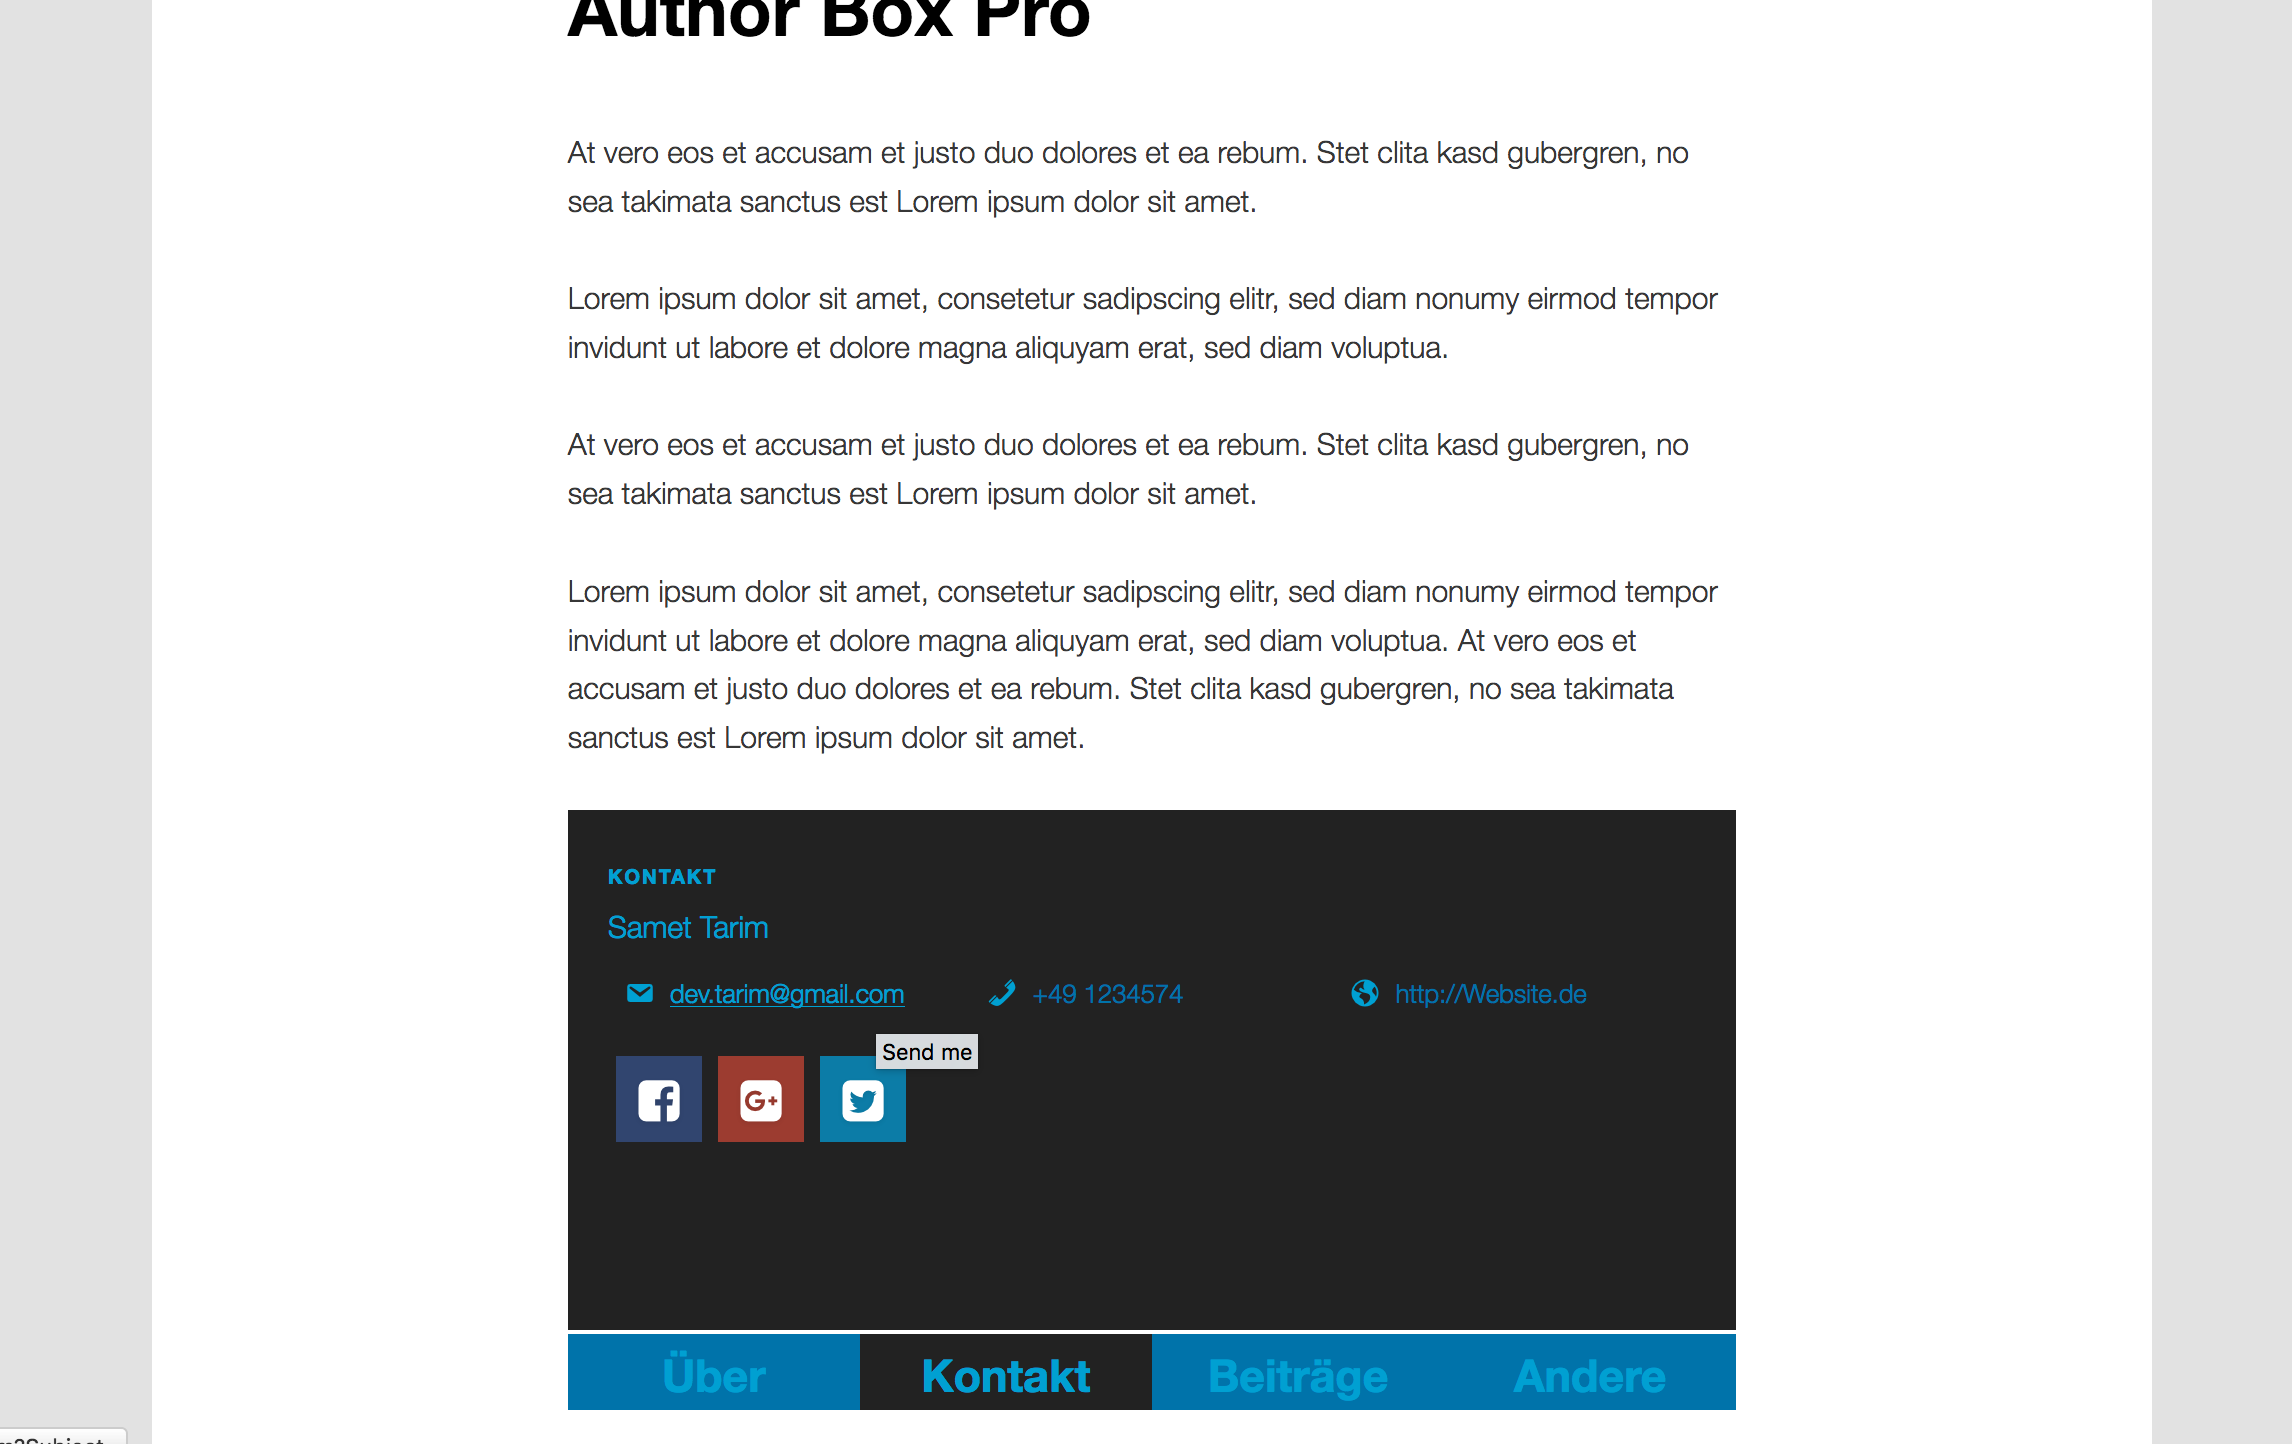 Author Box Pro
At vero eos et accusam et justo duo dolores et ea rebum. Stet clita kasd gubergren, no
sea takimata sanctus est Lorem ipsum dolor sit amet.
Lorem ipsum dolor sit amet, consetetur sadipscing elitr, sed diam nonumy eirmod tempor
invidunt ut labore et dolore magna aliquyam erat, sed diam voluptua.
At vero eos et accusam et justo duo dolores et ea rebum. Stet clita kasd gubergren, no
sea takimata sanctus est Lorem ipsum dolor sit amet.
Lorem ipsum dolor sit amet, consetetur sadipscing elitr, sed diam nonumy eirmod tempor
invidunt ut labore et dolore magna aliquyam erat, sed diam voluptua. At vero eos et
accusam et justo duo dolores et ea rebum. Stet clita kasd gubergren, no sea takimata
sanctus est Lorem ipsum dolor sit amet.
KONTAKT
Samet Tarim
dev.tarim@gmail.com +49 1234574 http://Website.de
Send me
G+
Über Kontakt Beiträge Andere